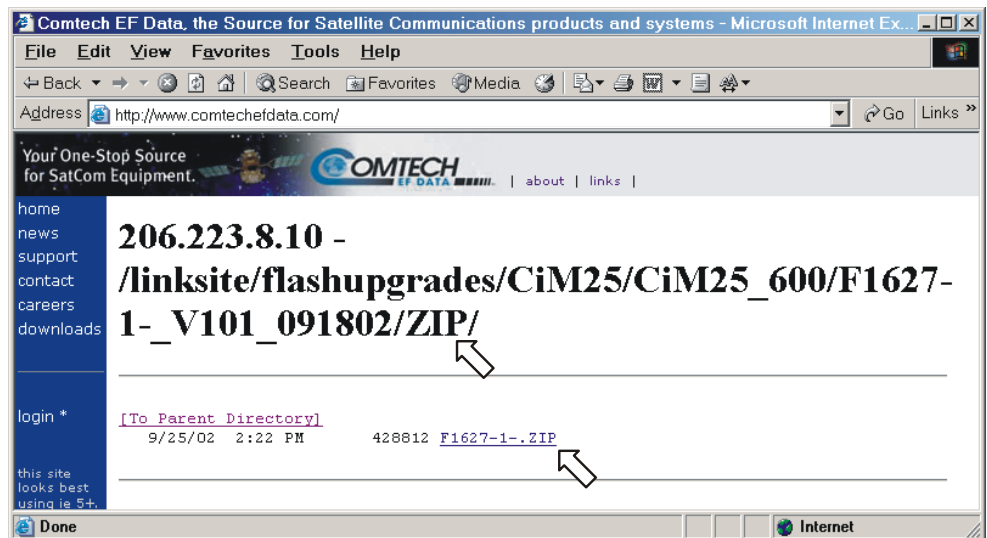 Comtech EF Data, the Source for Satellite Communications products and systems - Microsoft Internet Ex...
File Edit View Favorites Tools Help
Back Search Favorites Media
Address http://www.comtechefdata.com/ Go Links »
Your One-Stop Source
for SatCom Equipment.
COMTECH
EF DATA
| about | links |
home
news
support
contact
careers
downloads
login *
this site
looks best
using ie 5+.
206.223.8.10 -
/linksite/flashupgrades/CiM25/CiM25_600/F1627-
1-_V101_091802/ZIP/
[To Parent Directory]
9/25/02 2:22 PM 428812 F1627-1-.ZIP
Done Internet